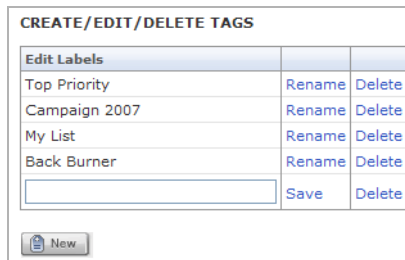 CREATE/EDIT/DELETE TAGS
Edit Labels
Top Priority Rename Delete
Campaign 2007 Rename Delete
My List Rename Delete
Back Burner Rename Delete
Save Delete
New